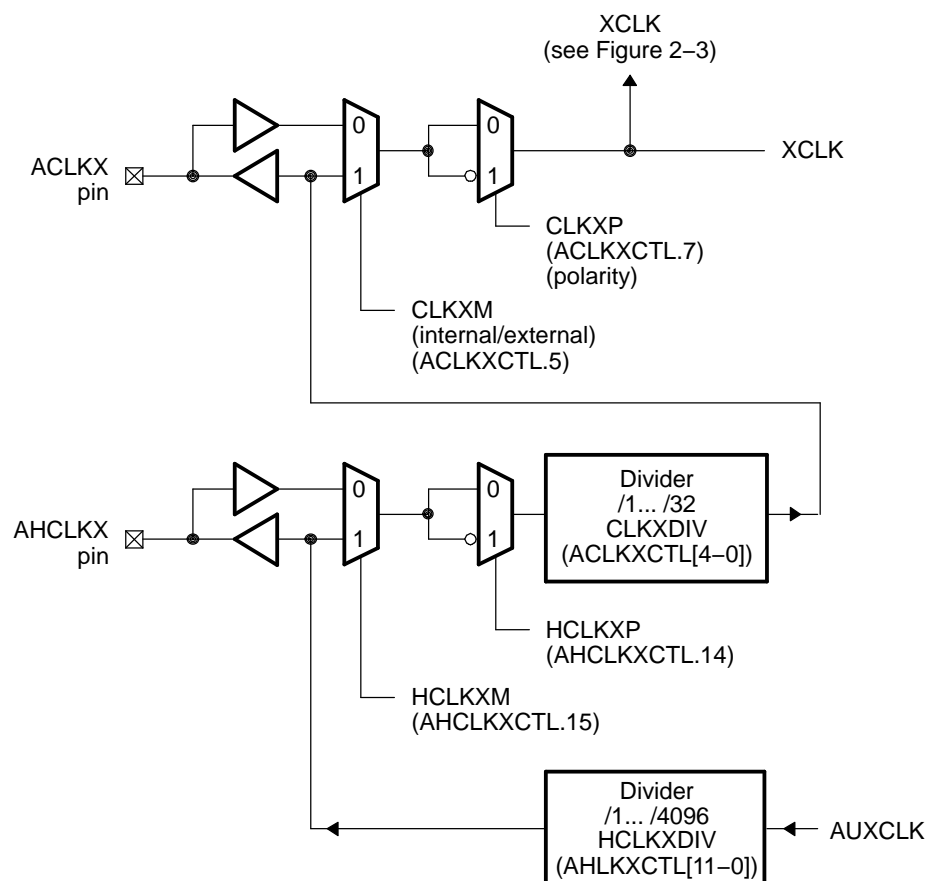 XCLK
(see Figure 2−3)
0
1
ACLKX
pin
0
1
XCLK
CLKXP
(ACLKXCTL.7)
(polarity)
CLKXM
(internal/external)
(ACLKXCTL.5)
0
1
AHCLKX
pin
0
1
Divider
/1... /32
CLKXDIV
(ACLKXCTL[4−0])
HCLKXP
(AHCLKXCTL.14)
HCLKXM
(AHCLKXCTL.15)
Divider
/1... /4096
HCLKXDIV
(AHLKXCTL[11−0])
AUXCLK